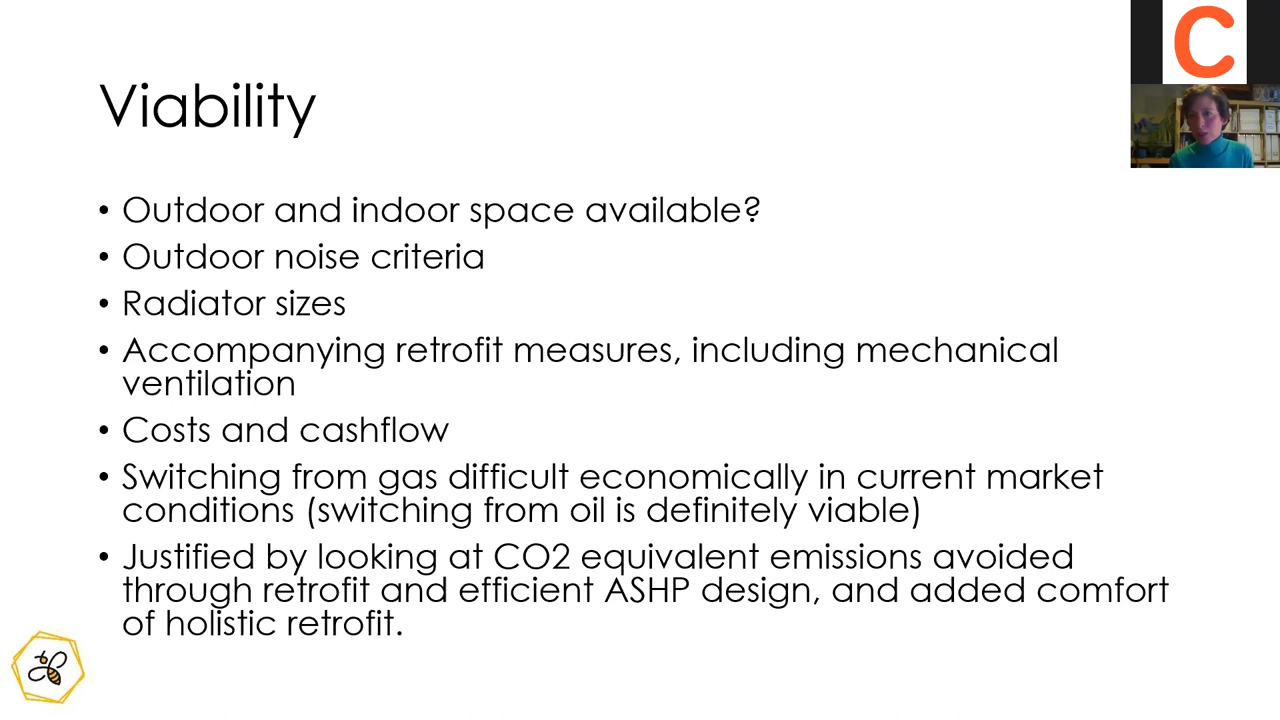 C
Viability
• Outdoor and indoor space available?
• Outdoor noise criteria
• Radiator sizes
• Accompanying retrofit measures, including mechanical
ventilation
• Costs and cashflow
• Switching from gas difficult economically in current market
conditions (switching from oil is definitely viable)
• Justified by looking at CO2 equivalent emissions avoided
through retrofit and efficient ASHP design, and added comfort
of holistic retrofit.